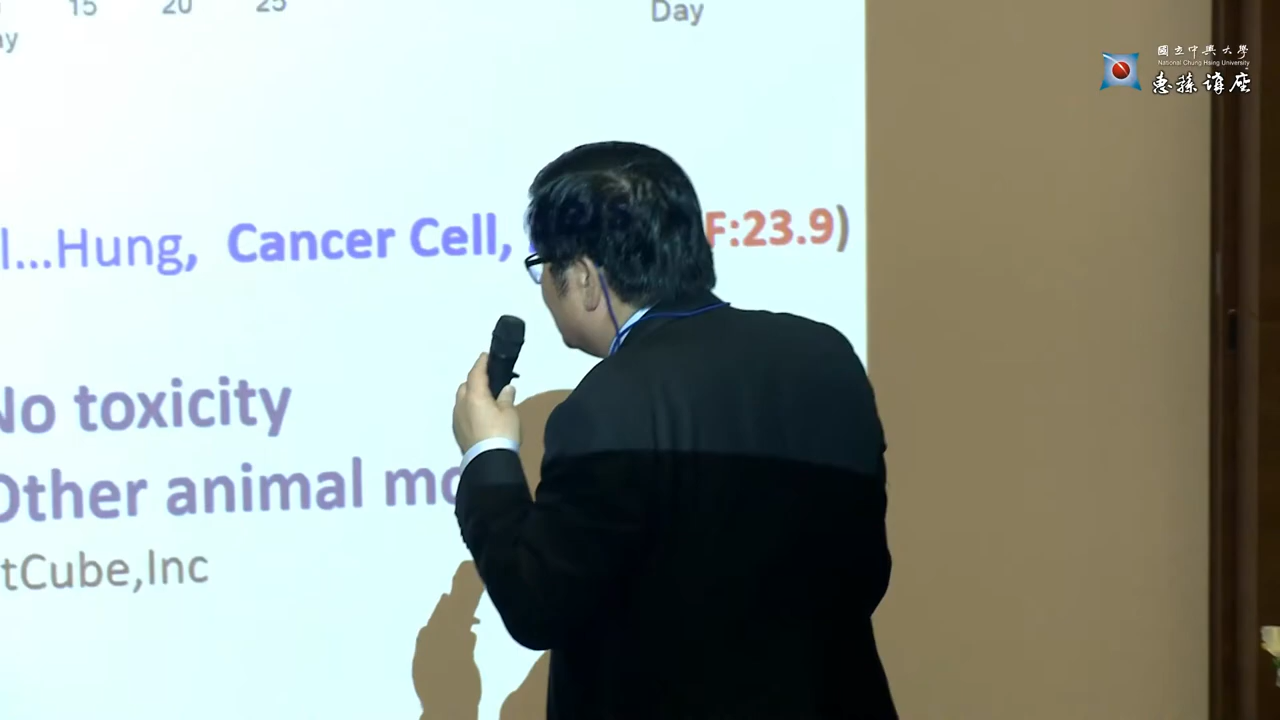 15 20 25
Day
ay
國立中興大學
National Chung Hsing University
惠蓀講座
l...Hung, Cancer Cell, F:23.9)
No toxicity
Other animal mo
tCube,Inc